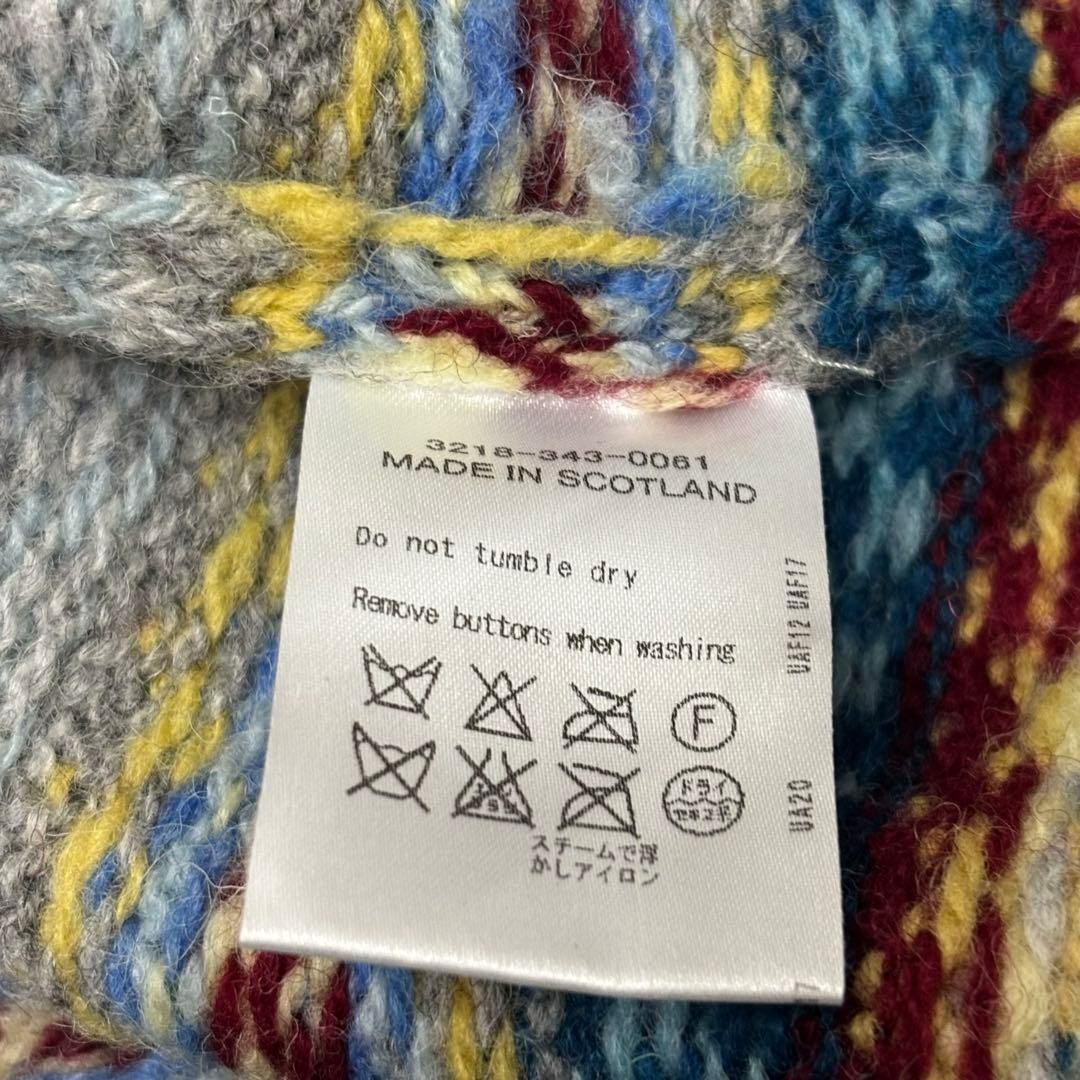 3218-343-0061
MADE IN SCOTLAND
Do not tumble dry
Remove buttons when washing
F
ドライ
セキユ系
スチームで浮
かしアイロン
UAF12 UAF17
UA20